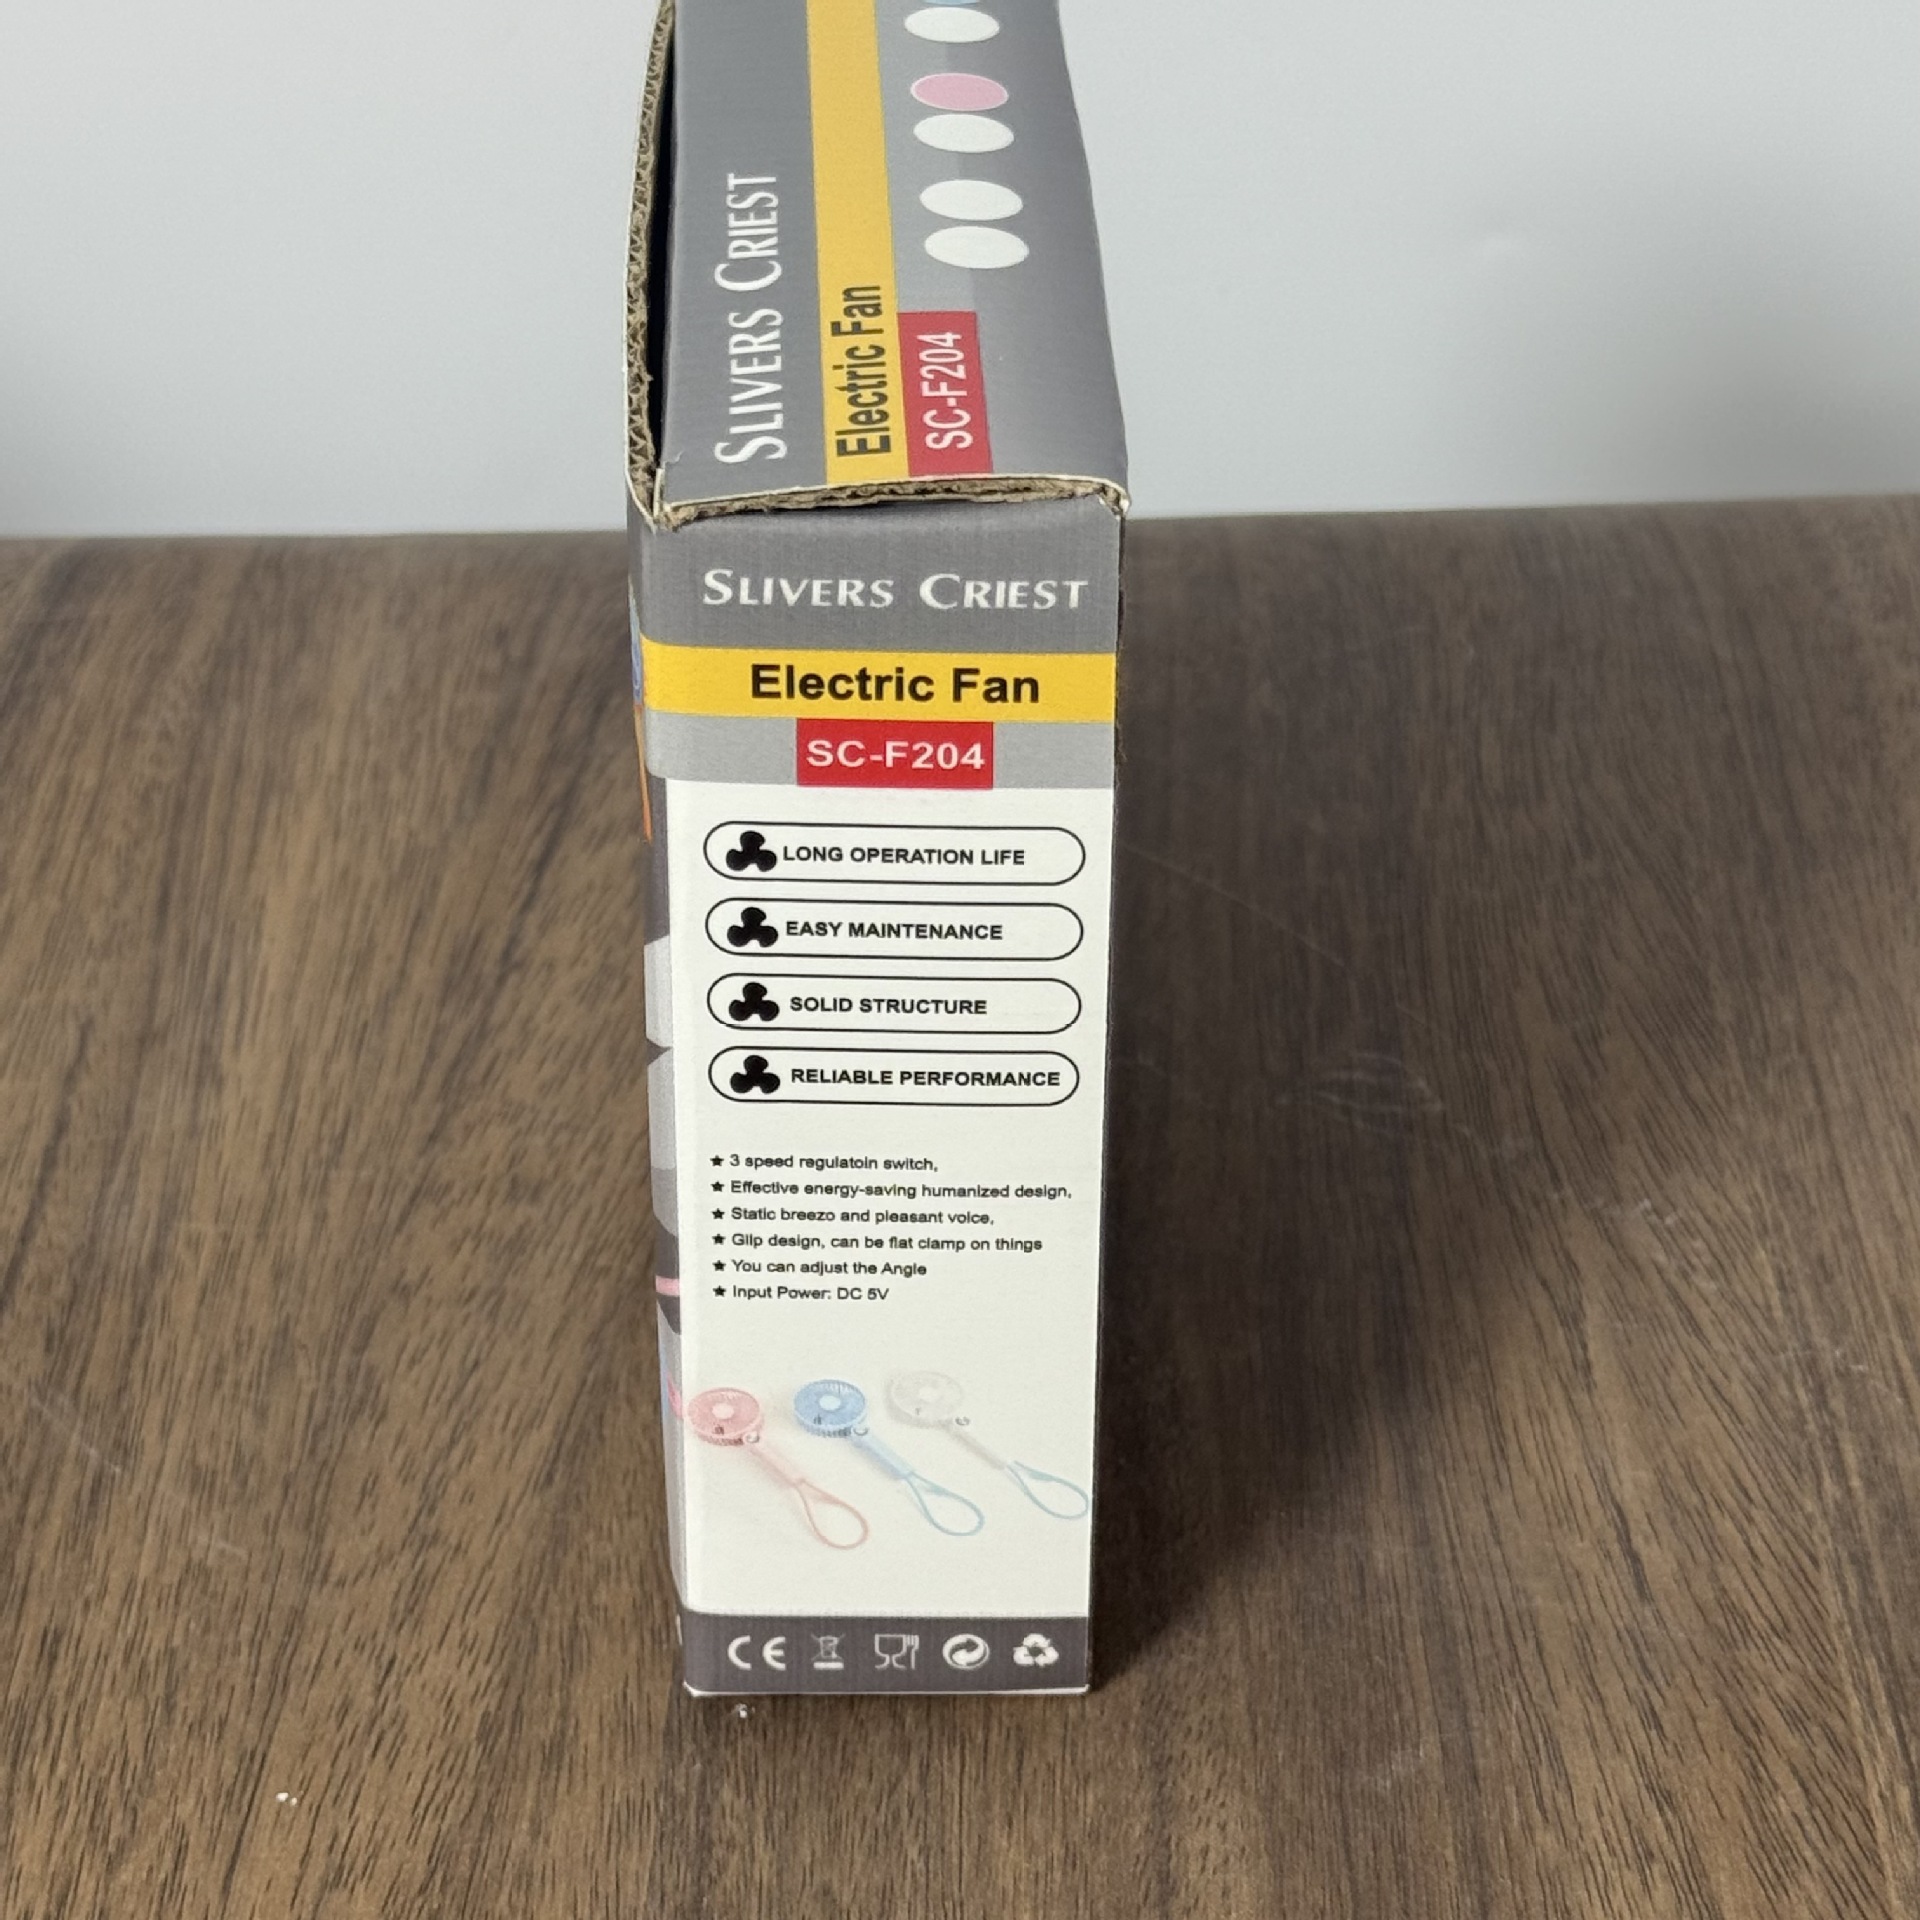 SLIVERS CRIEST
Electric Fan
SC-F204
SLIVERS CRIEST
Electric Fan
SC-F204
LONG OPERATION LIFE
EASY MAINTENANCE
SOLID STRUCTURE
RELIABLE PERFORMANCE
★ 3 speed regulatoin switch,
★ Effective energy-saving humanized design,
★ Static breezo and pleasant voice,
★ Gllp design, can be flat clamp on things
★ You can adjust the Angle
★ Input Power: DC 5V
CE